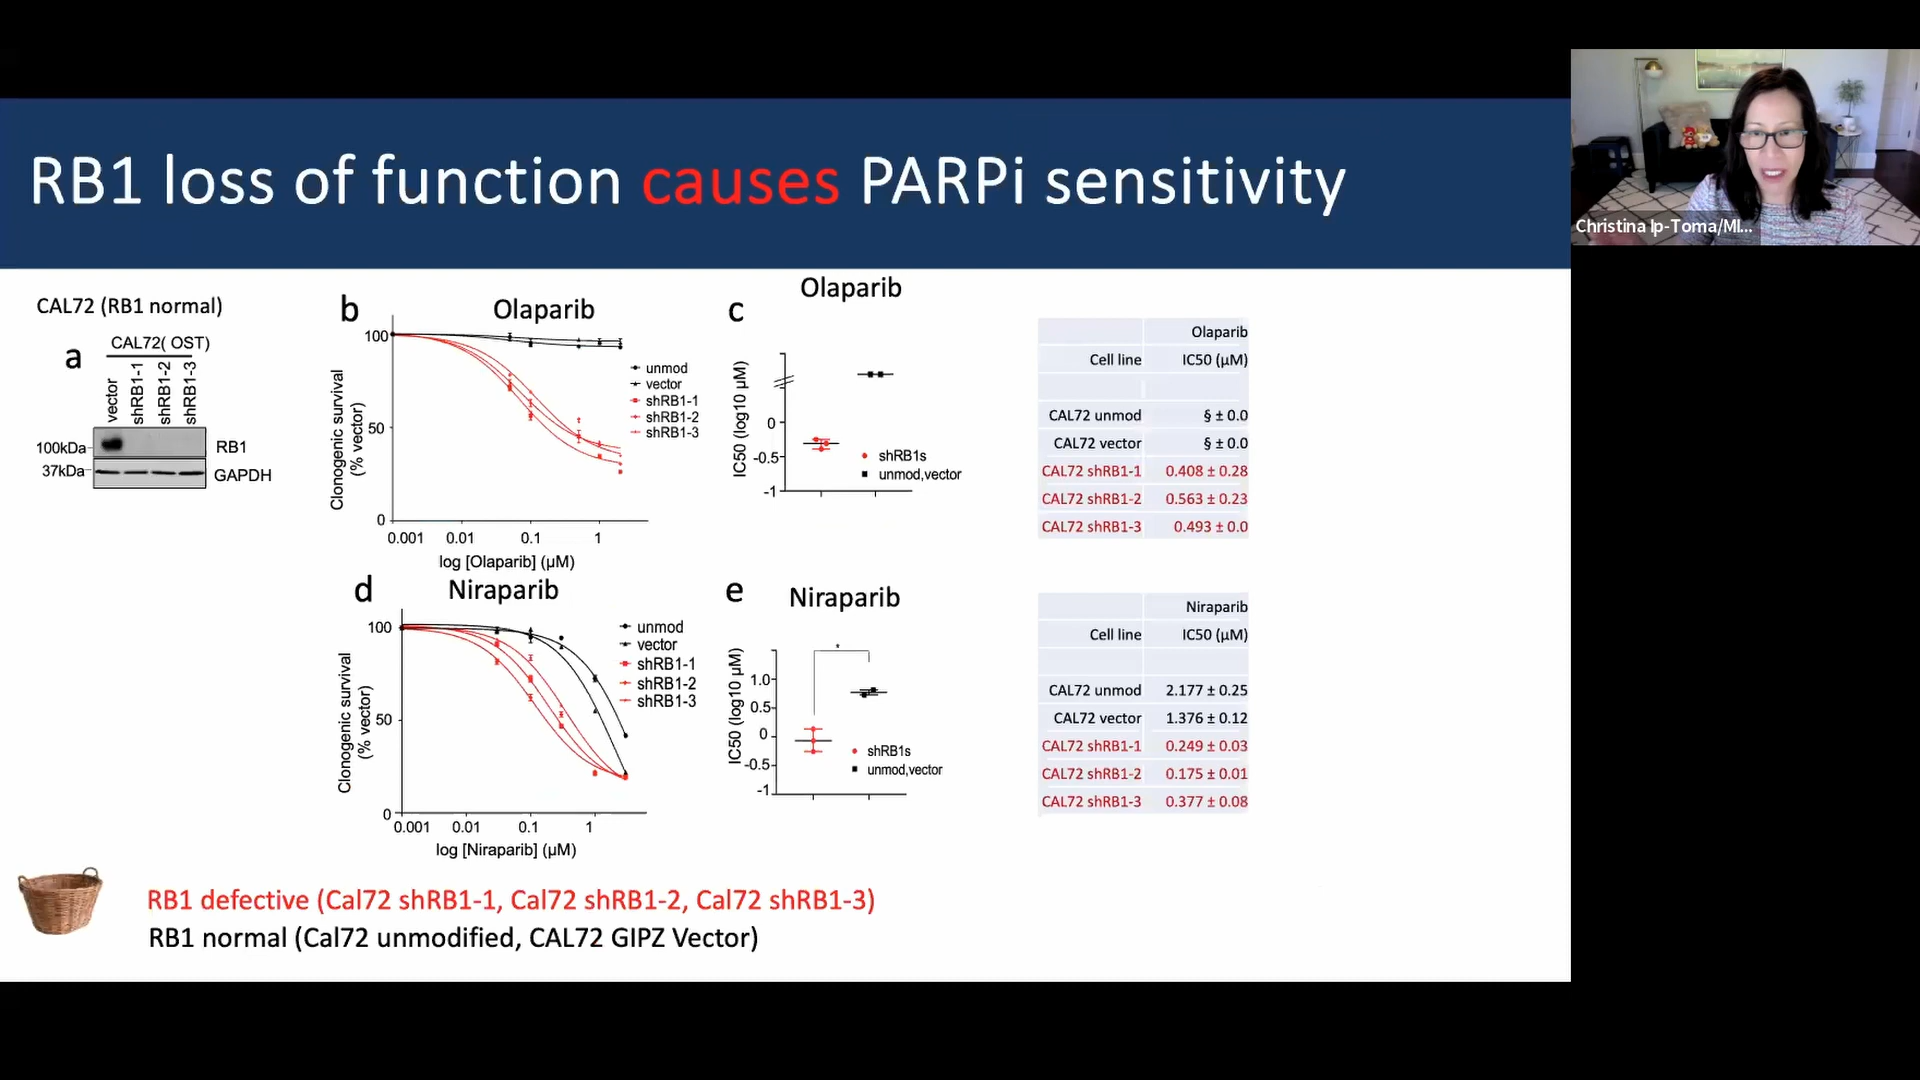 RB1 loss of function causes PARPi sensitivity
Christina Ip-Toma/MI...
CAL72 (RB1 normal)
a
CAL72( OST)
vector
shRB1-1
shRB1-2
shRB1-3
100kDa
RB1
37kDa
GAPDH
b
Olaparib
100
50
0
Clonogenic survival
(% vector)
0.001 0.01 0.1 1
log [Olaparib] (µM)
unmod
vector
shRB1-1
shRB1-2
shRB1-3
c
Olaparib
IC50 (log10 µM)
0
-0.5
-1
shRB1s
unmod,vector
Olaparib
Cell line IC50 (µM)
CAL72 unmod § ± 0.0
CAL72 vector § ± 0.0
CAL72 shRB1-1 0.408 ± 0.28
CAL72 shRB1-2 0.563 ± 0.23
CAL72 shRB1-3 0.493 ± 0.0
d
Niraparib
100
50
0
Clonogenic survival
(% vector)
0.001 0.01 0.1 1
log [Niraparib] (µM)
unmod
vector
shRB1-1
shRB1-2
shRB1-3
e
Niraparib
IC50 (log10 µM)
*
1.0
0.5
0
-0.5
-1
shRB1s
unmod,vector
Niraparib
Cell line IC50 (µM)
CAL72 unmod 2.177 ± 0.25
CAL72 vector 1.376 ± 0.12
CAL72 shRB1-1 0.249 ± 0.03
CAL72 shRB1-2 0.175 ± 0.01
CAL72 shRB1-3 0.377 ± 0.08
RB1 defective (Cal72 shRB1-1, Cal72 shRB1-2, Cal72 shRB1-3)
RB1 normal (Cal72 unmodified, CAL72 GIPZ Vector)